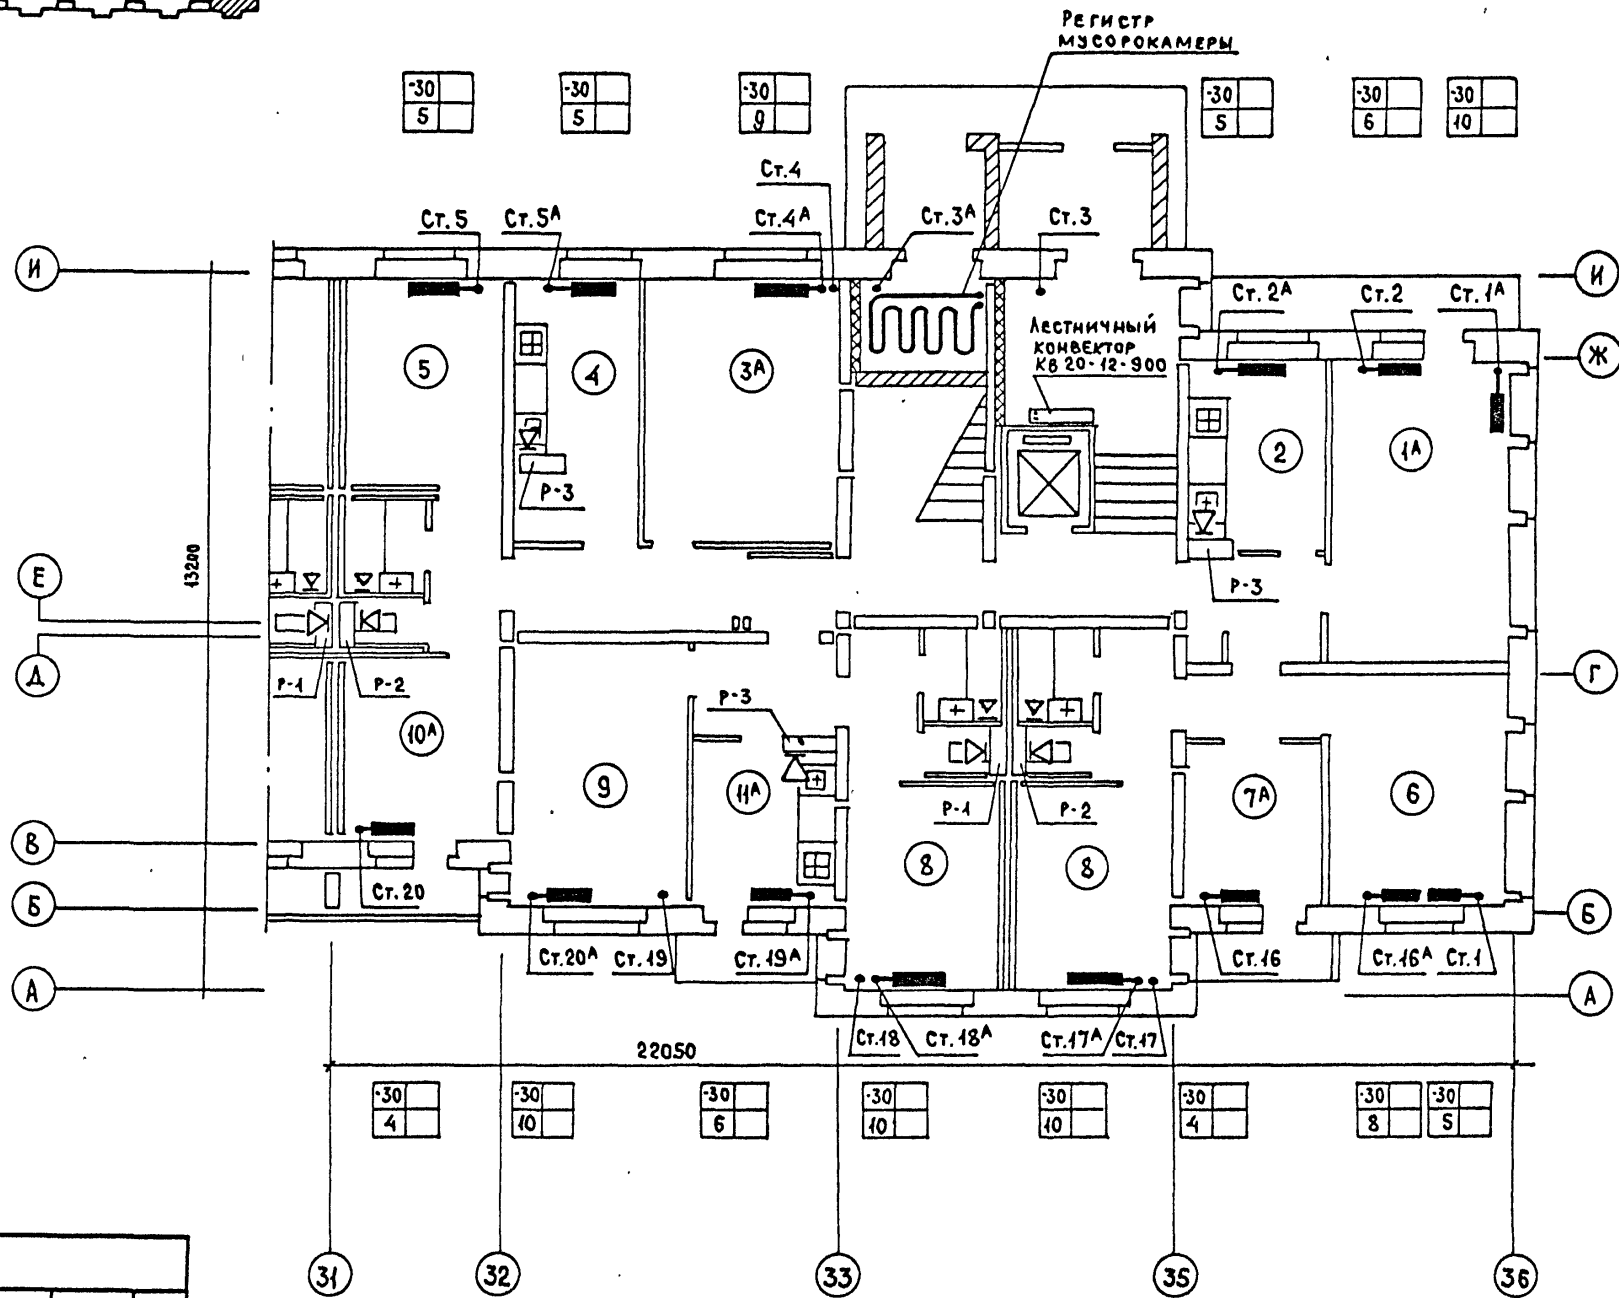 РЕГИСТР
МУСОРОКАМЕРЫ
-30 -30 -30 -30 -30 -30
5 5 9 5 6 10
Ст.4
Ст.5 Ст.5А Ст.4А Ст.3А Ст.3
И И
Ст.2А Ст.2 Ст.1А
ЛЕСТНИЧНЫЙ
КОНВЕКТОР
КВ 20-12-900
Ж
5 4 3А
2 1А
Р-3
13200
Е
Р-3
Д Г
Р-1 Р-2 Р-3
10А
9 11А 7А 6
Р-1 Р-2
В
8 8
Ст.20
Б Б
Ст.20А Ст.19 Ст.19А Ст.16 Ст.16А Ст.1
А А
Ст.18 Ст.18А Ст.17А Ст.17
22050
-30 -30 -30 -30 -30 -30 -30 -30
4 10 6 10 10 4 8 5
31 32 33 35 36